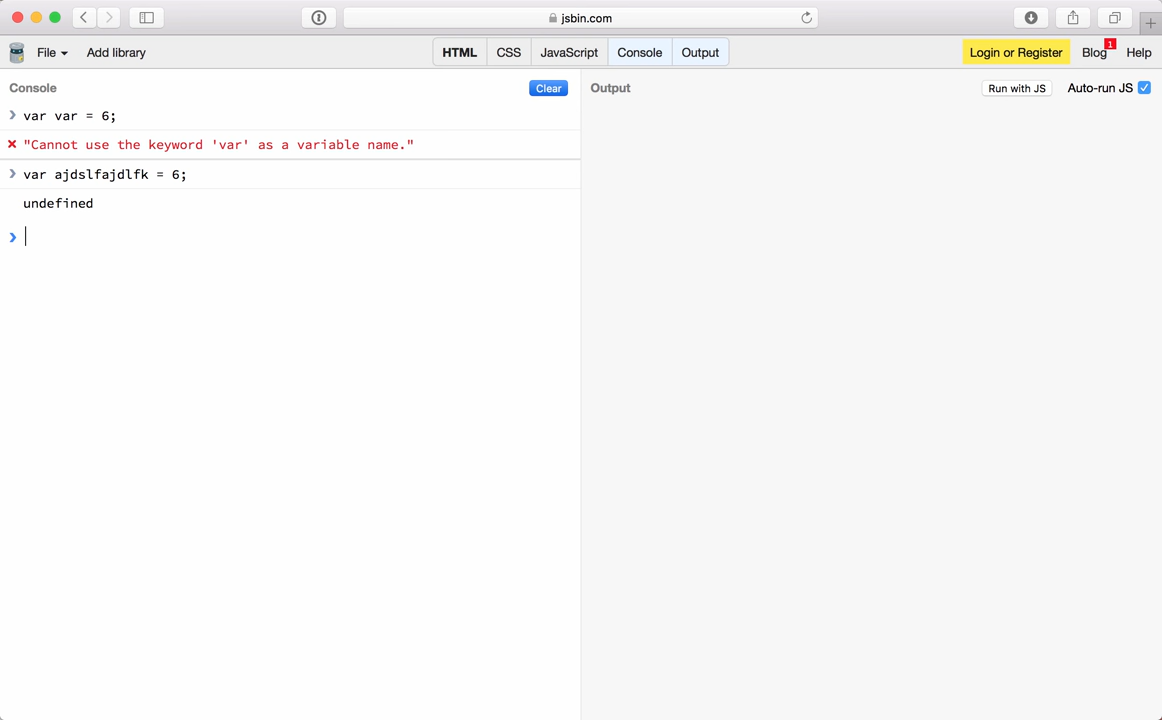 jsbin.com
File Add library HTML CSS JavaScript Console Output Login or Register Blog 1 Help
Console Clear Output Run with JS Auto-run JS
var var = 6;
"Cannot use the keyword 'var' as a variable name."
var ajdslfajdlfk = 6;
undefined